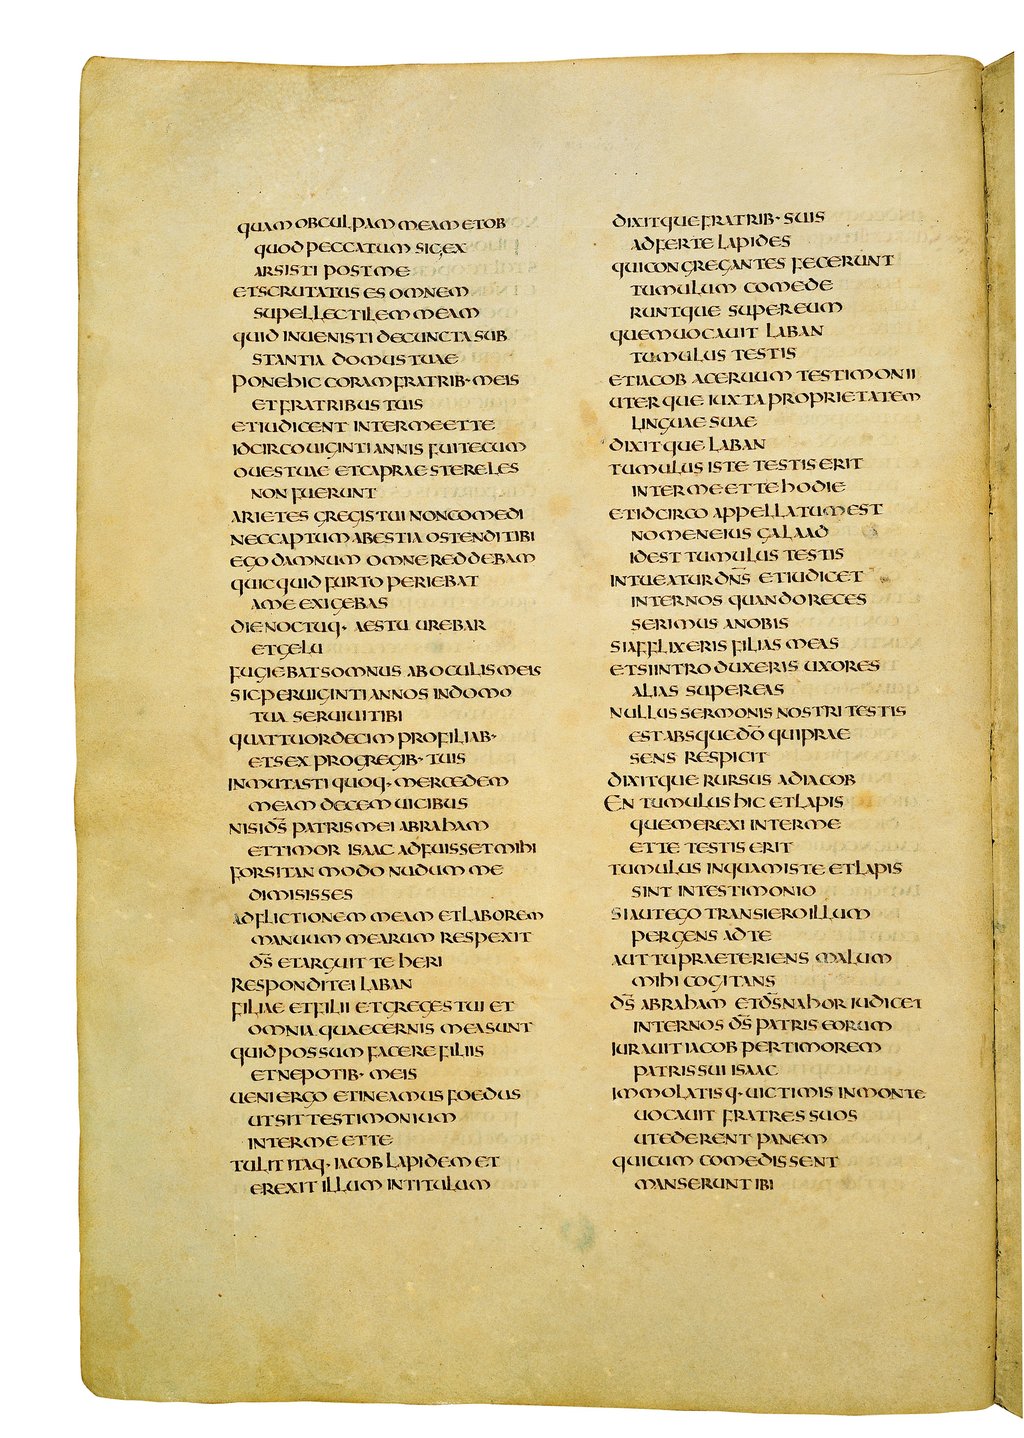 QUAM OB CULPAM MEAM ET OB
QUOD PECCATUM SIC EX
ARSISTI POST ME
ET SCRUTATUS ES OMNEM
SUPELLECTILEM MEAM
QUID INUENISTI DE CUNCTA SUB
STANTIA DOMUS TUAE
PONE HIC CORAM FRATRIB· MEIS
ET FRATRIBUS TUIS
ET IUDICENT INTER ME ET TE
IDCIRCO UIGINTI ANNIS FUI TECUM
OUES TUAE ET CAPRAE STERELES
NON FUERUNT
ARIETES GREGIS TUI NON COMEDI
NEC CAPTUM A BESTIA OSTENDI TIBI
EGO DAMNUM OMNE REDDEBAM
QUICQUID FURTO PERIEBAT
A ME EXIGEBAS
DIE NOCTUQ· AESTU UREBAR
ET GELU
FUGIEBAT SOMNUS AB OCULIS MEIS
SIC PER UIGINTI ANNOS IN DOMO
TUA SERUIUI TIBI
QUATTUORDECIM PRO FILIAB·
ET SEX PRO GREGIB· TUIS
INMUTASTI QUOQ· MERCEDEM
MEAM DECEM UICIBUS
NISI D̅S̅ PATRIS MEI ABRAHAM
ET TIMOR ISAAC ADFUISSET MIHI
FORSITAN MODO NUDUM ME
DIMISISSES
ADFLICTIONEM MEAM ET LABOREM
MANUUM MEARUM RESPEXIT
D̅S̅ ET ARGUIT TE HERI
RESPONDIT EI LABAN
FILIAE ET FILII ET GREGES TUI ET
OMNIA QUAE CERNIS MEA SUNT
QUID POSSUM FACERE FILIIS
ET NEPOTIB· MEIS
UENI ERGO ET INEAMUS FOEDUS
UT SIT TESTIMONIUM
INTER ME ET TE
TULIT ITAQ· IACOB LAPIDEM ET
EREXIT ILLUM IN TITULUM
DIXITQUE FRATRIB· SUIS
ADFERTE LAPIDES
QUI CONGREGANTES FECERUNT
TUMULUM COMEDE
RUNTQUE SUPER EUM
QUEM UOCAUIT LABAN
TUMULUS TESTIS
ET IACOB ACERUUM TESTIMONII
UTERQUE IUXTA PROPRIETATEM
LINGUAE SUAE
DIXITQUE LABAN
TUMULUS ISTE TESTIS ERIT
INTER ME ET TE HODIE
ET IDCIRCO APPELLATUM EST
NOMEN EIUS GALAAD
ID EST TUMULUS TESTIS
INTUEATUR D̅N̅S̅ ET IUDICET
INTER NOS QUANDO RECES
SERIMUS A NOBIS
SI AFFLIXERIS FILIAS MEAS
ET SI INTRODUXERIS UXORES
ALIAS SUPER EAS
NULLUS SERMONIS NOSTRI TESTIS
EST ABSQUE D̅O̅ QUI PRAE
SENS RESPICIT
DIXITQUE RURSUS AD IACOB
EN TUMULUS HIC ET LAPIS
QUEM EREXI INTER ME
ET TE TESTIS ERIT
TUMULUS INQUAM ISTE ET LAPIS
SINT IN TESTIMONIO
SI AUT EGO TRANSIERO ILLUM
PERGENS AD TE
AUT TU PRAETERIENS MALUM
MIHI COGITANS
D̅S̅ ABRAHAM ET D̅S̅ NAHOR IUDICET
INTER NOS D̅S̅ PATRIS EORUM
IURAUIT IACOB PER TIMOREM
PATRIS SUI ISAAC
IMMOLATISQ· UICTIMIS IN MONTE
UOCAUIT FRATRES SUOS
UT EDERENT PANEM
QUI CUM COMEDISSENT
MANSERUNT IBI